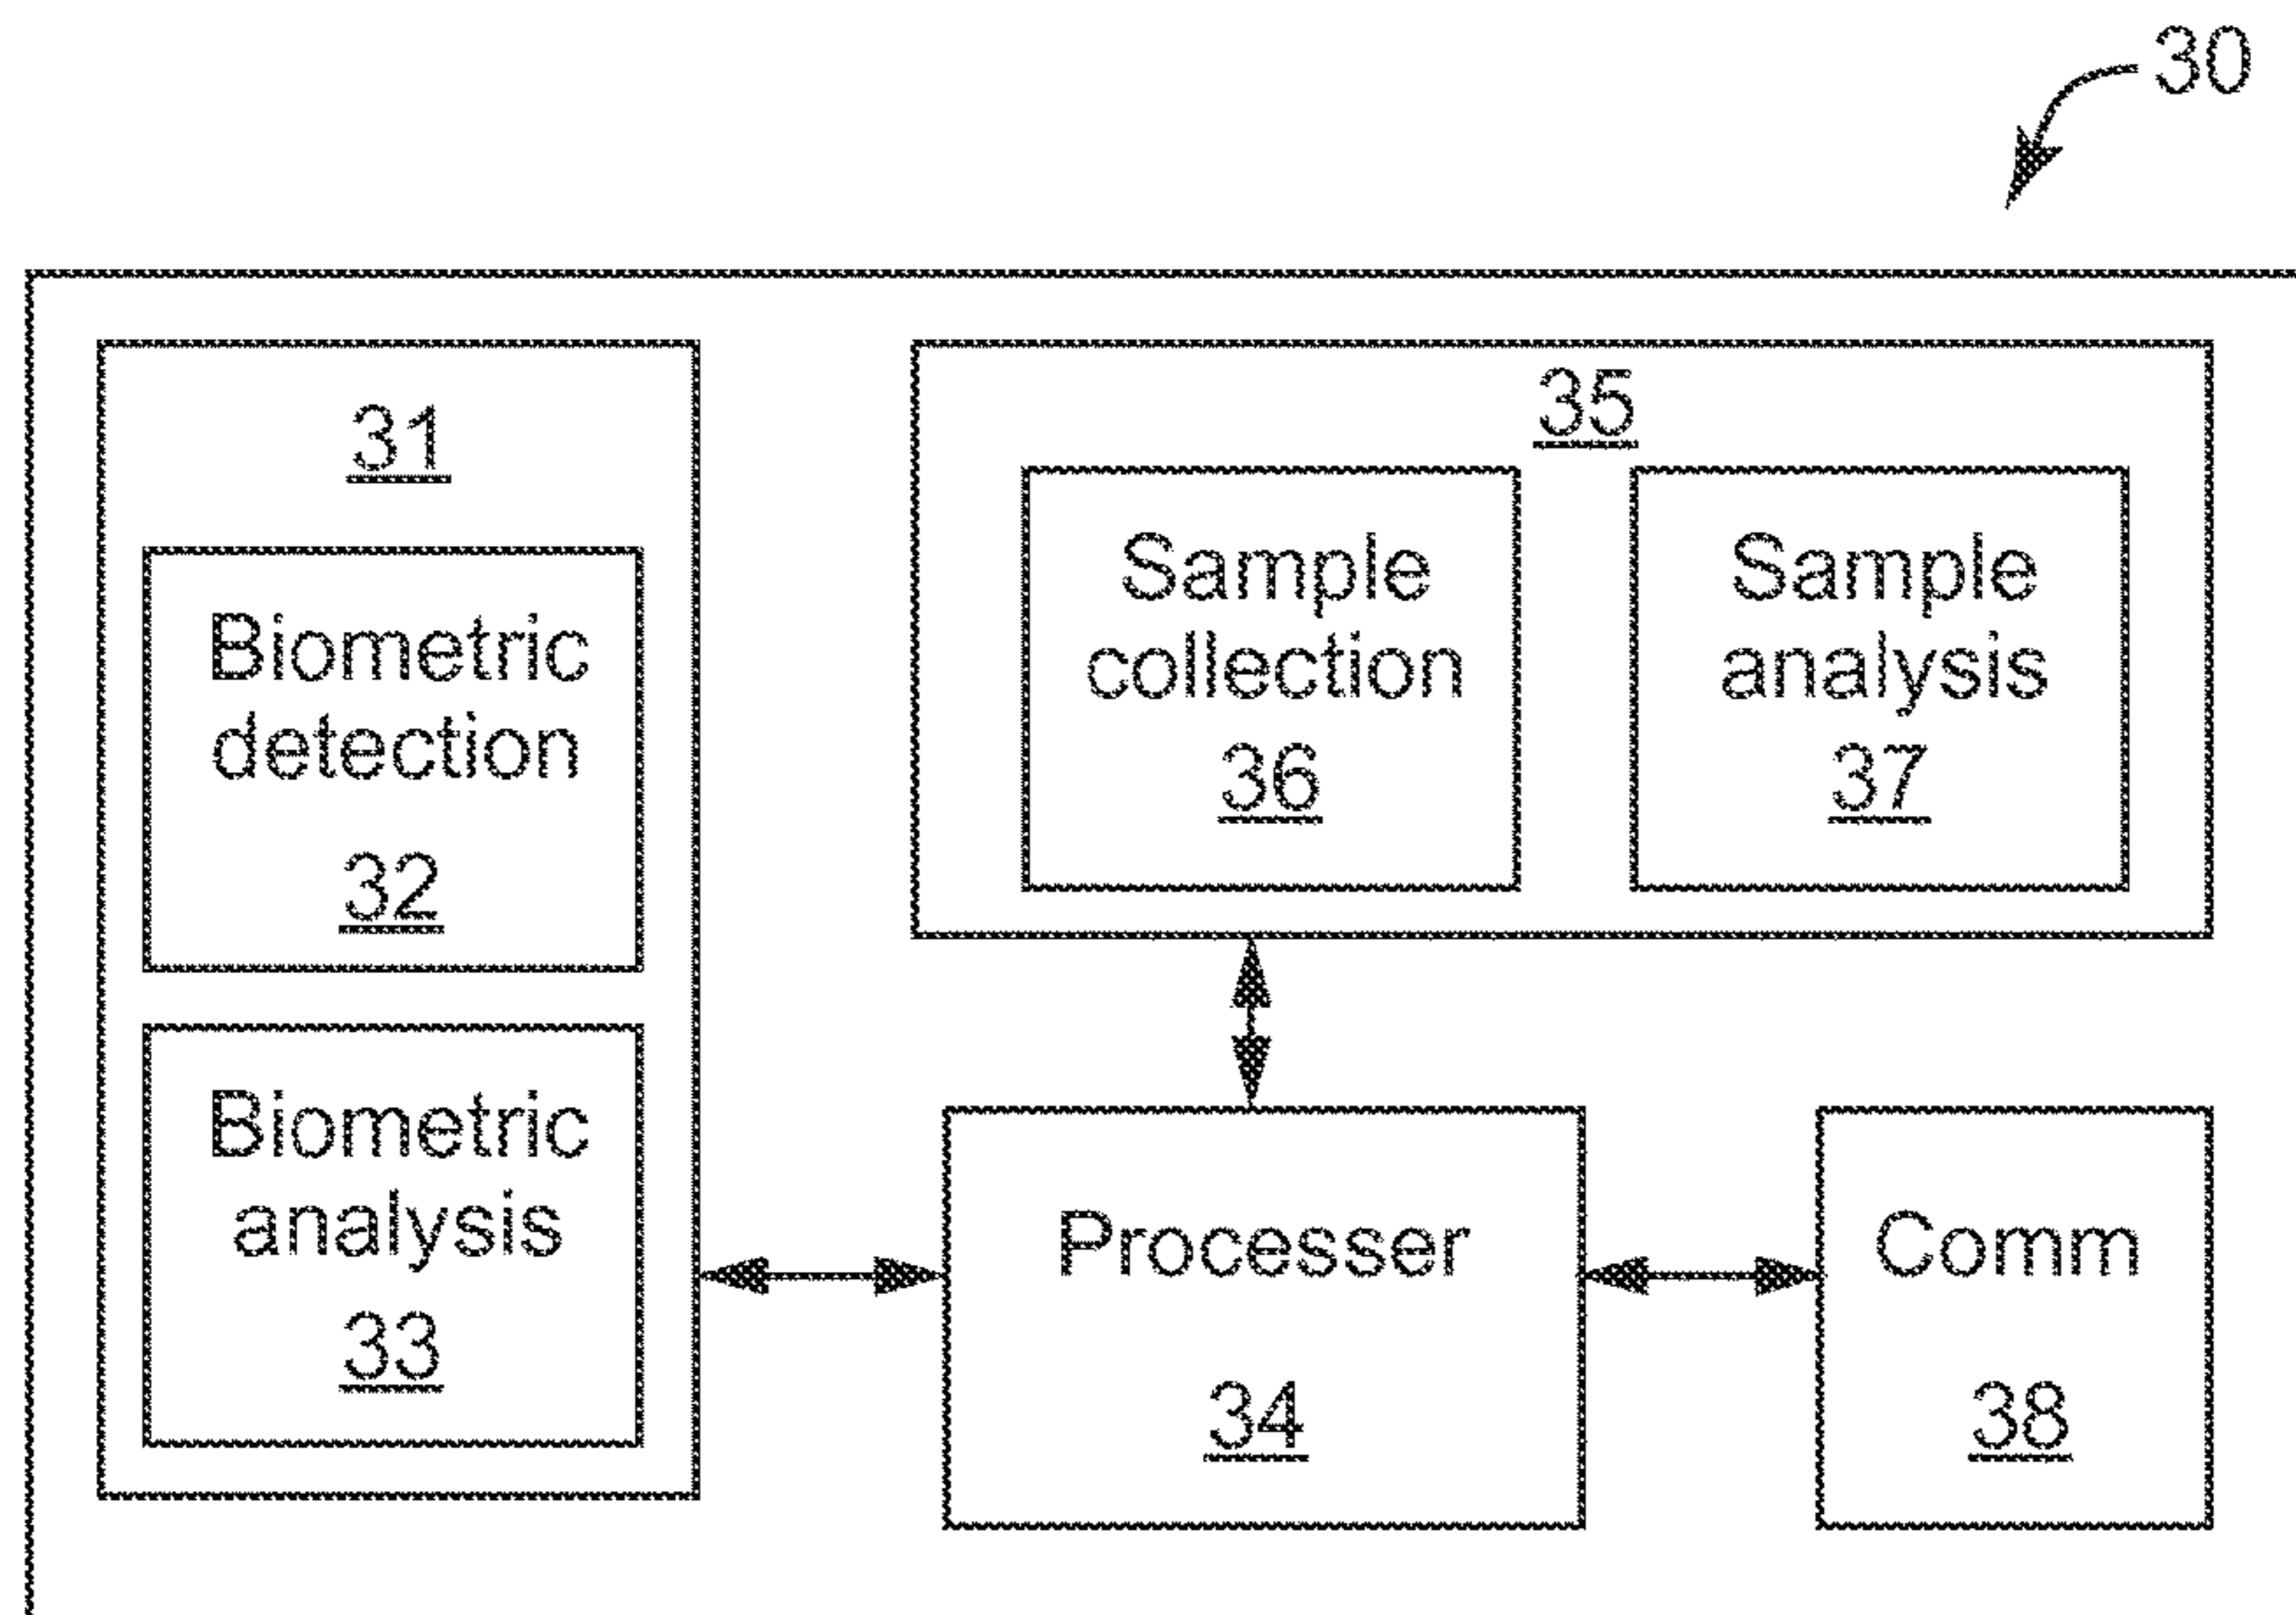 30
31
Biometric
detection
32
Biometric
analysis
33
35
Sample
collection
36
Sample
analysis
37
Processer
34
Comm
38